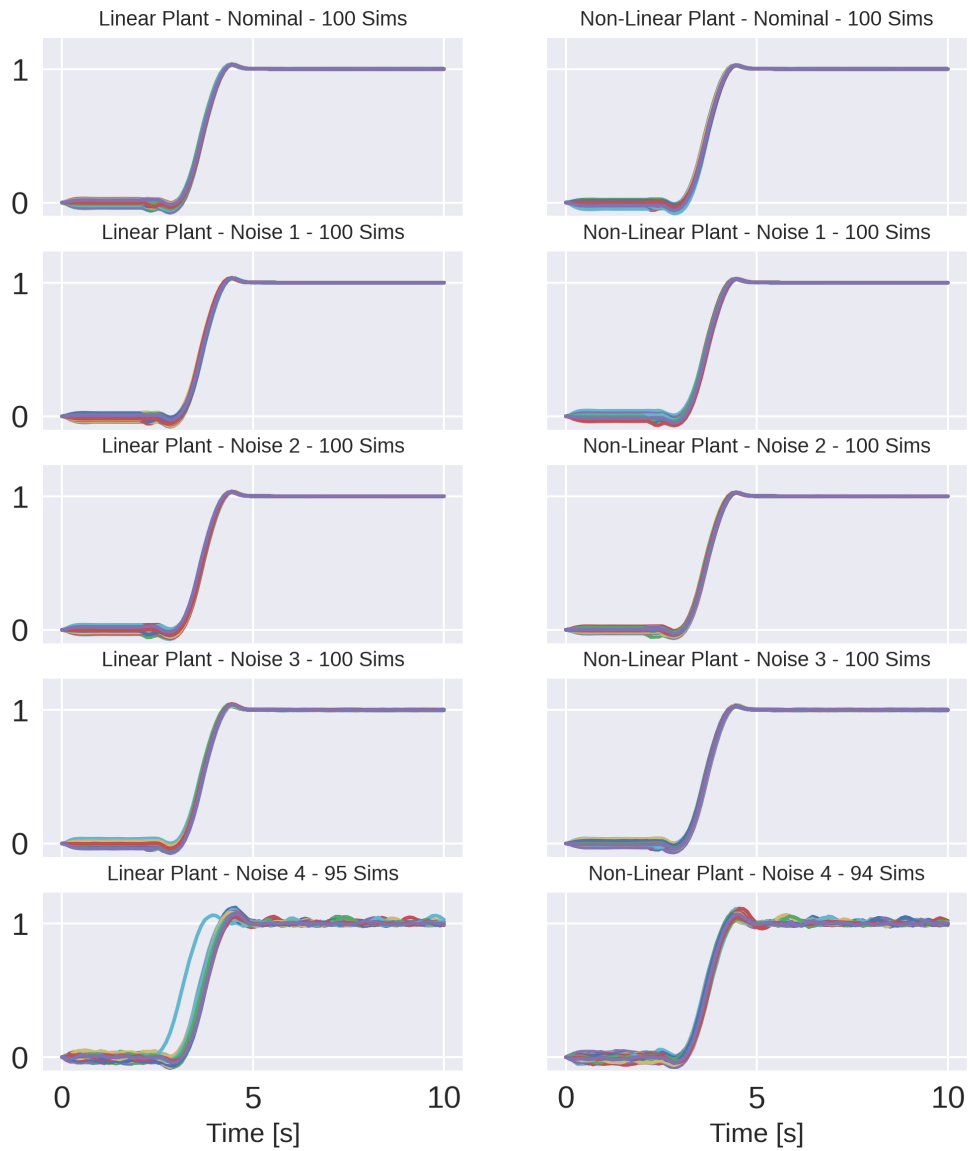 Linear Plant - Nominal - 100 Sims
Non-Linear Plant - Nominal - 100 Sims
1
0
Linear Plant - Noise 1 - 100 Sims
Non-Linear Plant - Noise 1 - 100 Sims
1
0
Linear Plant - Noise 2 - 100 Sims
Non-Linear Plant - Noise 2 - 100 Sims
1
0
Linear Plant - Noise 3 - 100 Sims
Non-Linear Plant - Noise 3 - 100 Sims
1
0
Linear Plant - Noise 4 - 95 Sims
Non-Linear Plant - Noise 4 - 94 Sims
1
0
0 5 10
0 5 10
Time [s]
Time [s]